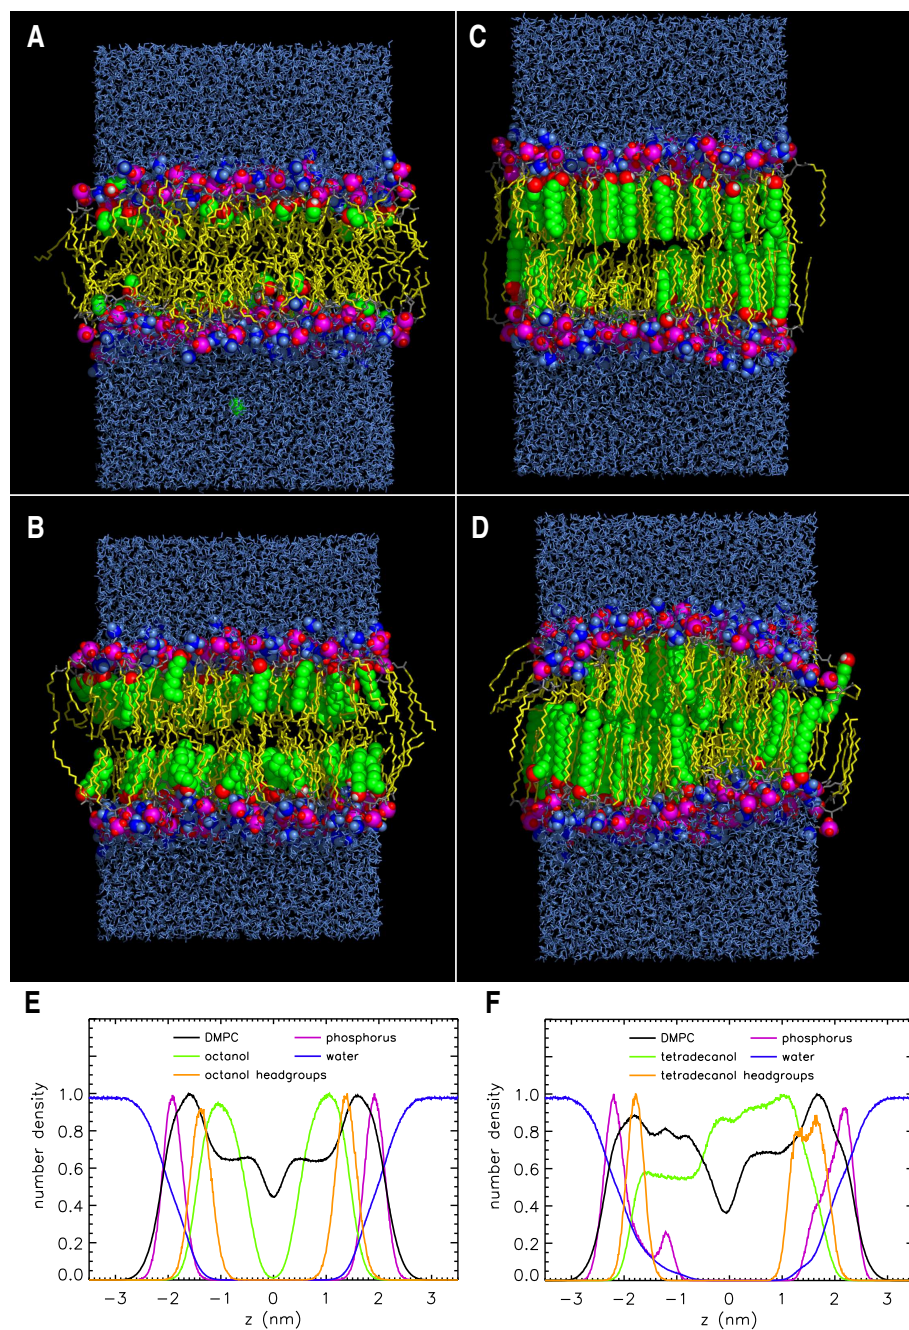 A
C
B
D
E
F
DMPC
phosphorus
octanol
water
octanol headgroups
number density
1.0
0.8
0.6
0.4
0.2
0.0
−3 −2 −1 0 1 2 3
z (nm)
DMPC
phosphorus
tetradecanol
water
tetradecanol headgroups
number density
1.0
0.8
0.6
0.4
0.2
0.0
−3 −2 −1 0 1 2 3
z (nm)